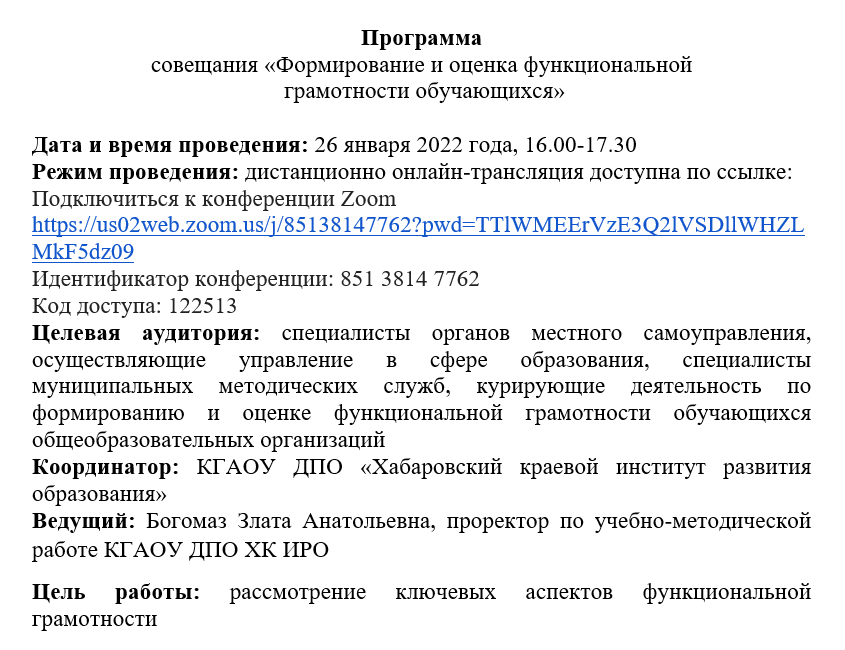 Программа
совещания «Формирование и оценка функциональной
грамотности обучающихся»
Дата и время проведения: 26 января 2022 года, 16.00-17.30
Режим проведения: дистанционно онлайн-трансляция доступна по ссылке:
Подключиться к конференции Zoom
https://us02web.zoom.us/j/85138147762?pwd=TTlWMEErVzE3Q2lVSDllWHZL
MkF5dz09
Идентификатор конференции: 851 3814 7762
Код доступа: 122513
Целевая аудитория: специалисты органов местного самоуправления,
осуществляющие управление в сфере образования, специалисты
муниципальных методических служб, курирующие деятельность по
формированию и оценке функциональной грамотности обучающихся
общеобразовательных организаций
Координатор: КГАОУ ДПО «Хабаровский краевой институт развития
образования»
Ведущий: Богомаз Злата Анатольевна, проректор по учебно-методической
работе КГАОУ ДПО ХК ИРО
Цель работы: рассмотрение ключевых аспектов функциональной
грамотности